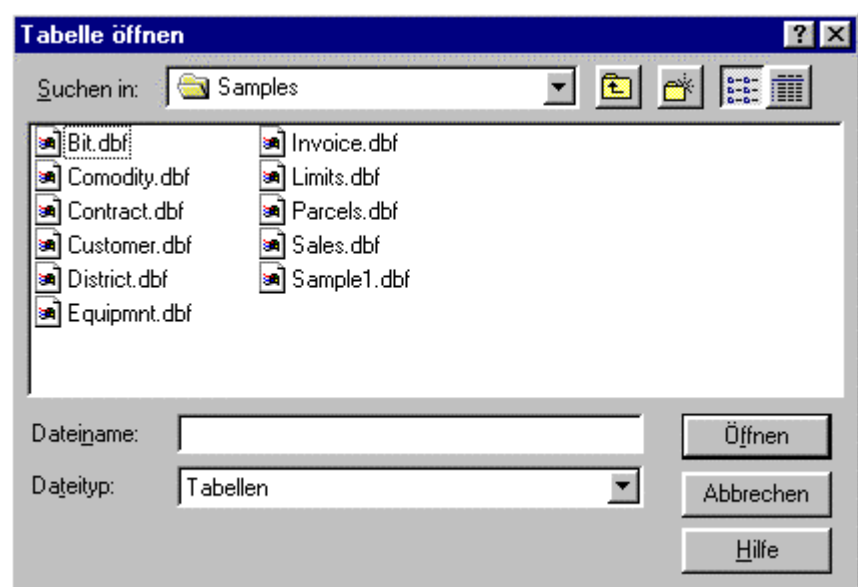 Tabelle öffnen
Suchen in: Samples
Bit.dbf
Comodity.dbf
Contract.dbf
Customer.dbf
District.dbf
Equipmnt.dbf
Invoice.dbf
Limits.dbf
Parcels.dbf
Sales.dbf
Sample1.dbf
Dateiname: Öffnen
Dateityp: Tabellen Abbrechen
Hilfe